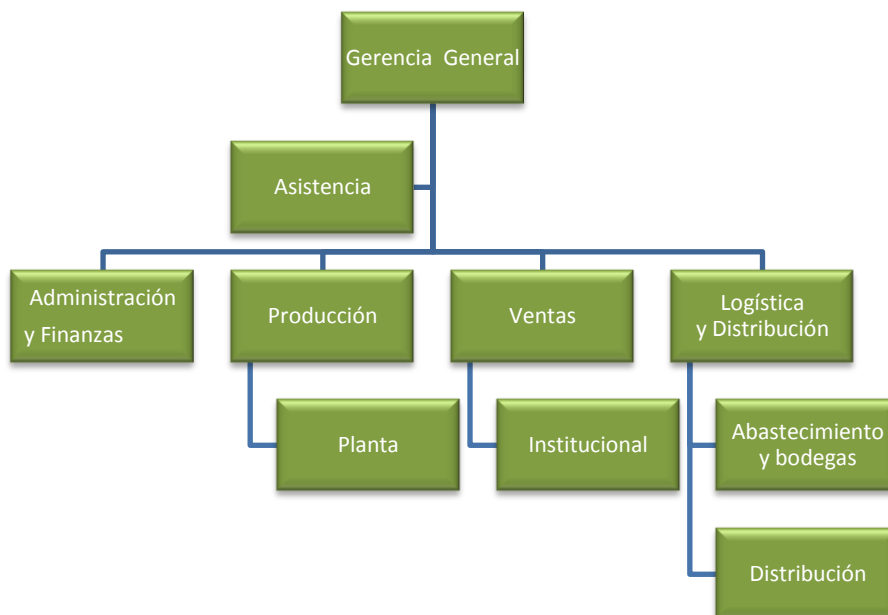 Gerencia General
Asistencia
Administración
y Finanzas
Producción
Ventas
Logística
y Distribución
Planta
Institucional
Abastecimiento
y bodegas
Distribución